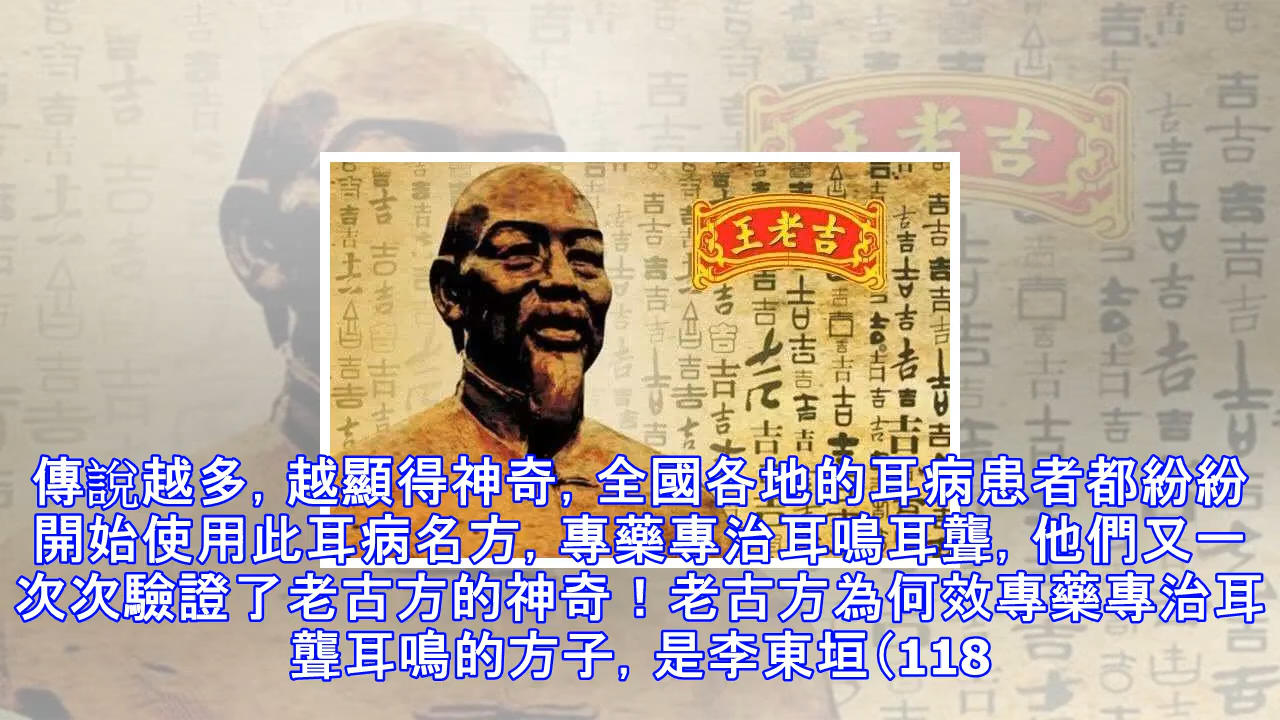 王老吉
傳說越多, 越顯得神奇, 全國各地的耳病患者都紛紛
開始使用此耳病名方, 專藥專治耳鳴耳聾, 他們又一
次次驗證了老古方的神奇！老古方為何效專藥專治耳
聾耳鳴的方子, 是李東垣(118